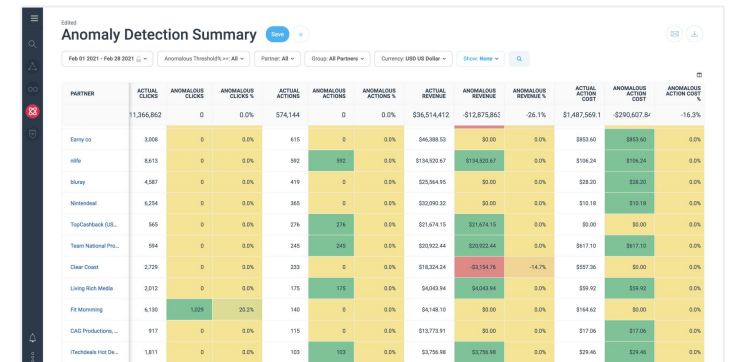 Edited
Anomaly Detection Summary Save ×
Feb 01 2021 - Feb 28 2021 Anomalous Threshold% >=: All Partner: All Group: All Partners Currency: USD US Dollar Show: None
PARTNER ACTUAL CLICKS ANOMALOUS CLICKS ANOMALOUS CLICKS % ACTUAL ACTIONS ANOMALOUS ACTIONS ANOMALOUS ACTIONS % ACTUAL REVENUE ANOMALOUS REVENUE ANOMALOUS REVENUE % ACTUAL ACTION COST ANOMALOUS ACTION COST ANOMALOUS ACTION COST %
11,366,862 0 0.0% 574,144 0 0.0% $36,514,412 -$12,875,863 -26.1% $1,487,569.1 -$290,607.84 -16.3%
Earny co 3,008 0 0.0% 615 0 0.0% $46,388.53 $0.00 0.0% $853.60 $853.60 0.0%
nlife 8,613 0 0.0% 592 592 0.0% $134,520.67 $134,520.67 0.0% $106.24 $106.24 0.0%
bluray 4,587 0 0.0% 419 0 0.0% $25,564.95 $0.00 0.0% $28.20 $28.20 0.0%
Nintendeal 6,254 0 0.0% 365 0 0.0% $32,090.32 $0.00 0.0% $10.18 $10.18 0.0%
TopCashback (US... 565 0 0.0% 276 276 0.0% $21,674.15 $21,674.15 0.0% $0.00 $0.00 0.0%
Team National Pro... 594 0 0.0% 245 245 0.0% $20,922.44 $20,922.44 0.0% $617.10 $617.10 0.0%
Clear Coast 2,729 0 0.0% 233 0 0.0% $18,324.24 -$3,154.76 -14.7% $557.36 $0.00 0.0%
Living Rich Media 2,012 0 0.0% 175 175 0.0% $4,043.94 $4,043.94 0.0% $59.92 $59.92 0.0%
Fit Momming 6,130 1,029 20.2% 140 0 0.0% $4,148.10 $0.00 0.0% $164.62 $0.00 0.0%
CAG Productions, ... 917 0 0.0% 115 0 0.0% $13,773.91 $0.00 0.0% $17.06 $17.06 0.0%
iTechdeals Hot De... 1,811 0 0.0% 103 103 0.0% $3,756.98 $3,756.98 0.0% $29.46 $29.46 0.0%